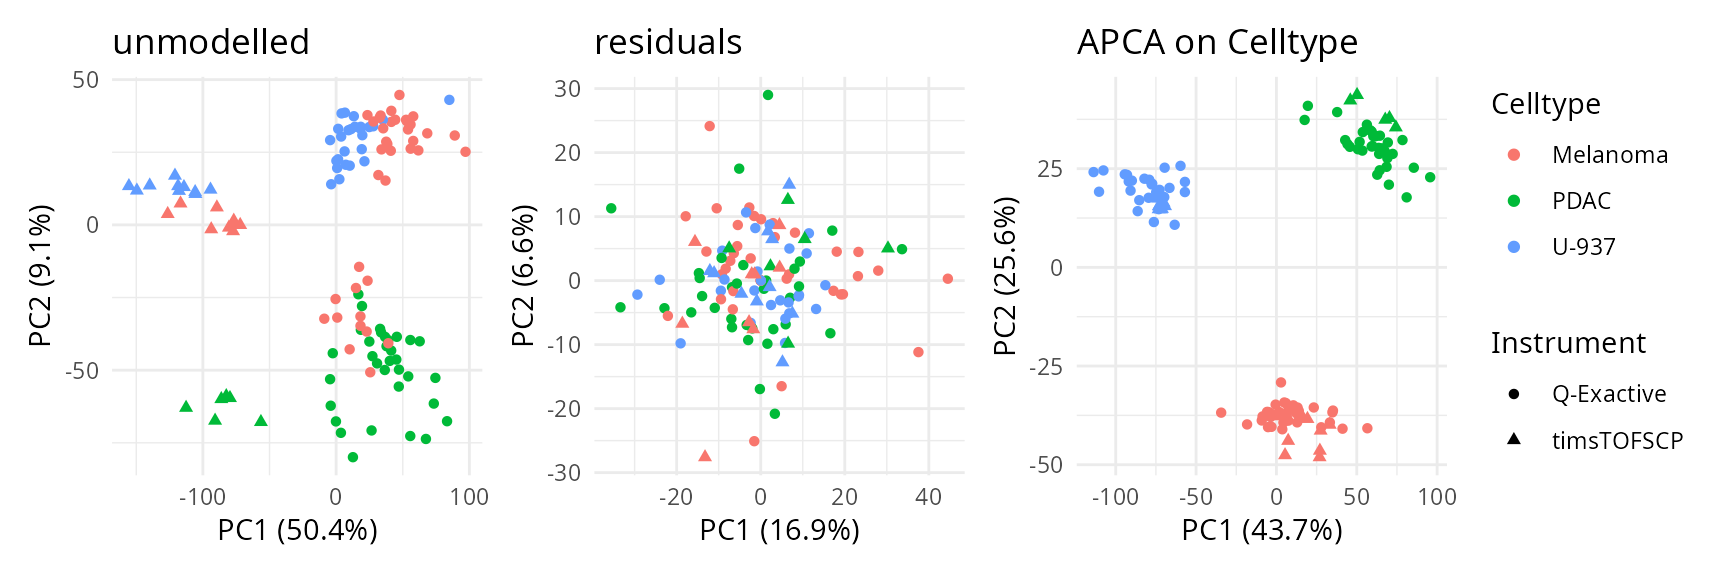 unmodelled
50
0
-50
-100
0
100
PC1 (50.4%)
PC2 (9.1%)
residuals
30
20
10
0
-10
-20
-30
-20
0
20
40
PC1 (16.9%)
PC2 (6.6%)
APCA on Celltype
25
0
-25
-50
-100
-50
0
50
100
PC1 (43.7%)
PC2 (25.6%)
Celltype
Melanoma
PDAC
U-937
Instrument
Q-Exactive
timsTOFSCP